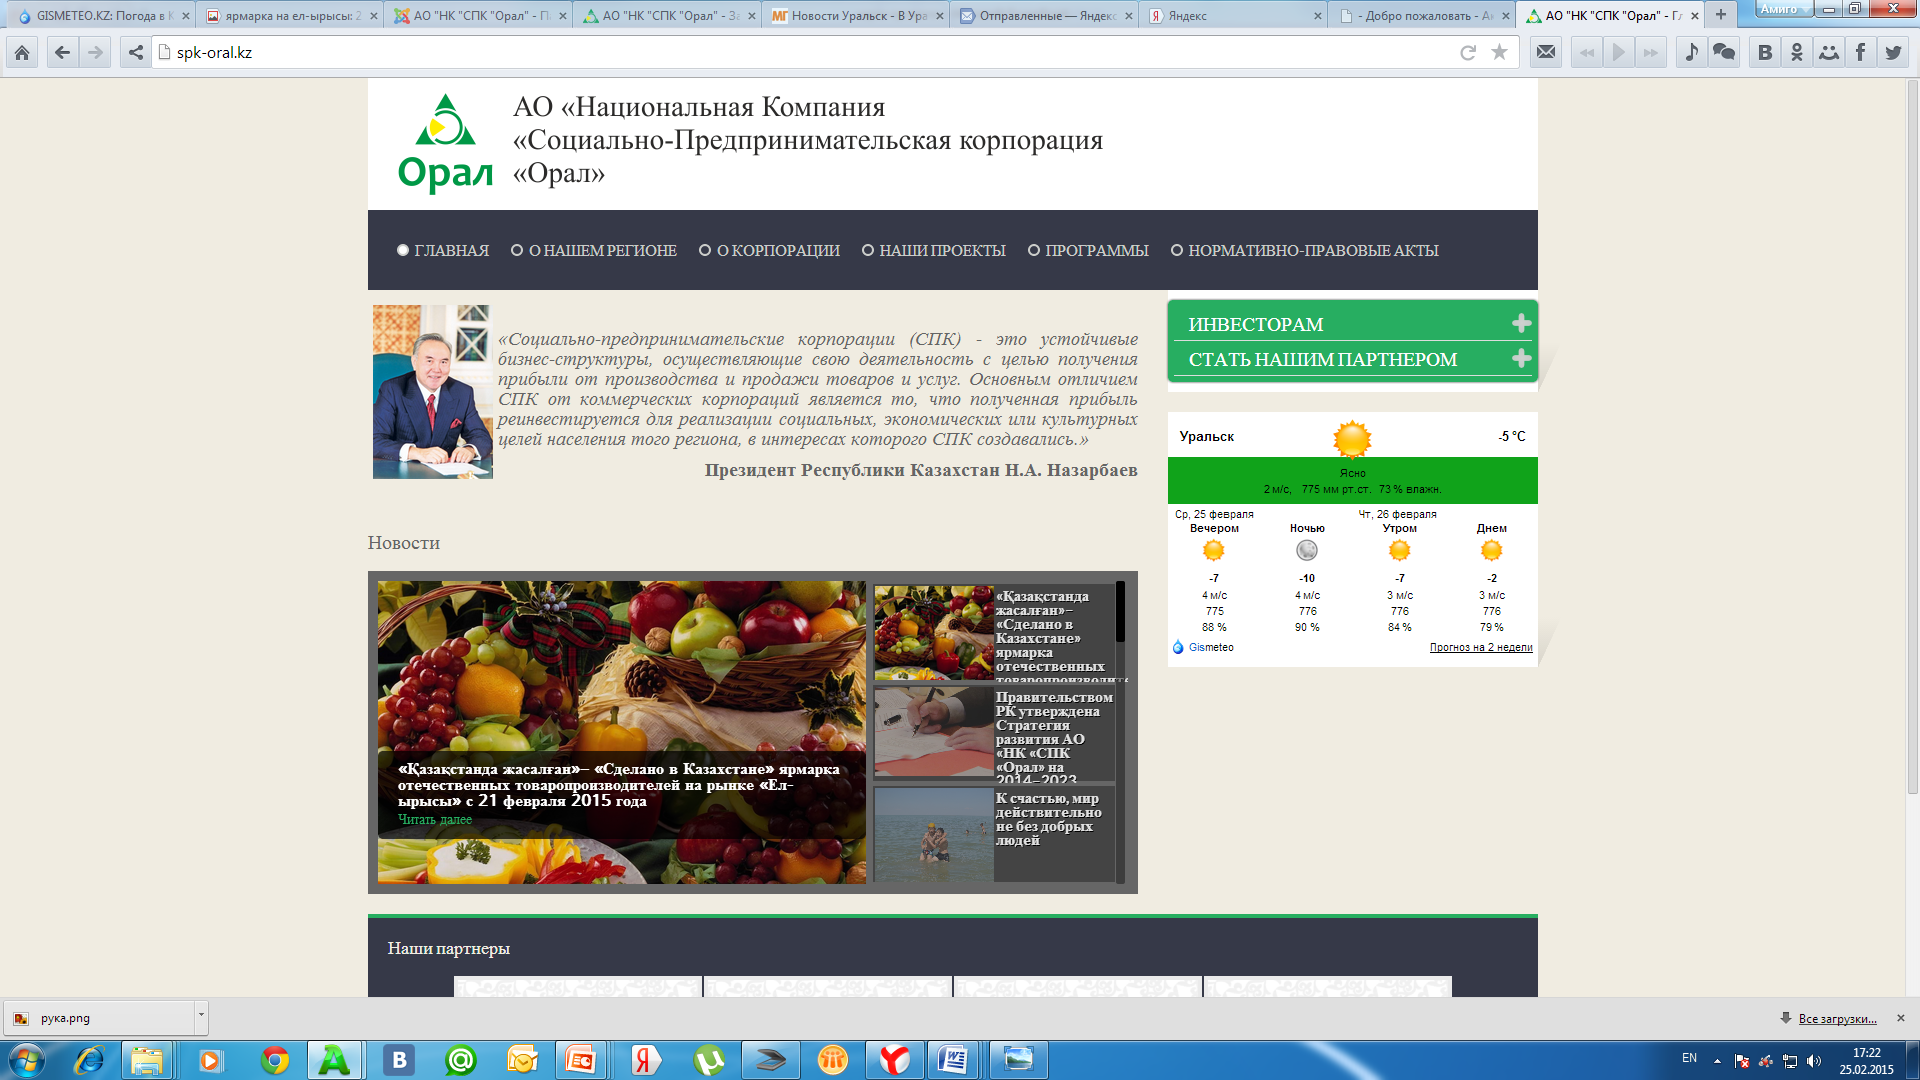 GISMETEO.KZ: Погода в К
ярмарка на ел-ырысы: 2
АО "НК "СПК "Орал" - П
АО "НК "СПК "Орал" - За
Новости Уральск - В Ура
Отправленные — Яндекс
Яндекс
- Добро пожаловать - А
АО "НК "СПК "Орал" - Гл
Амиго
spk-oral.kz
Орал
АО «Национальная Компания
«Социально-Предпринимательская корпорация
«Орал»
ГЛАВНАЯ
О НАШЕМ РЕГИОНЕ
О КОРПОРАЦИИ
НАШИ ПРОЕКТЫ
ПРОГРАММЫ
НОРМАТИВНО-ПРАВОВЫЕ АКТЫ
«Социально-предпринимательские корпорации (СПК) - это устойчивые
бизнес-структуры, осуществляющие свою деятельность с целью получения
прибыли от производства и продажи товаров и услуг. Основным отличием
СПК от коммерческих корпораций является то, что полученная прибыль
реинвестируется для реализации социальных, экономических или культурных
целей населения того региона, в интересах которого СПК создавались.»
Президент Республики Казахстан Н.А. Назарбаев
ИНВЕСТОРАМ
СТАТЬ НАШИМ ПАРТНЕРОМ
Уральск -5 °C
Ясно
2 м/с, 775 мм рт.ст. 73 % влажн.
Ср, 25 февраля Чт, 26 февраля
Вечером Ночью Утром Днем
-7 -10 -7 -2
4 м/с 4 м/с 3 м/с 3 м/с
775 776 776 776
88 % 90 % 84 % 79 %
Gismeteo Прогноз на 2 недели
Новости
«Қазақстанда жасалған»– «Сделано в Казахстане» ярмарка
отечественных товаропроизводителей на рынке «Ел-
ырысы» с 21 февраля 2015 года
Читать далее
«Қазақстанда
жасалған»–
«Сделано в
Казахстане»
ярмарка
отечественных
товаропроизводите
Правительством
РК утверждена
Стратегия
развития АО
«НК «СПК
«Орал» на
2014–2023
К счастью, мир
действительно
не без добрых
людей
Наши партнеры
рука.png
Все загрузки...
EN
17:22
25.02.2015